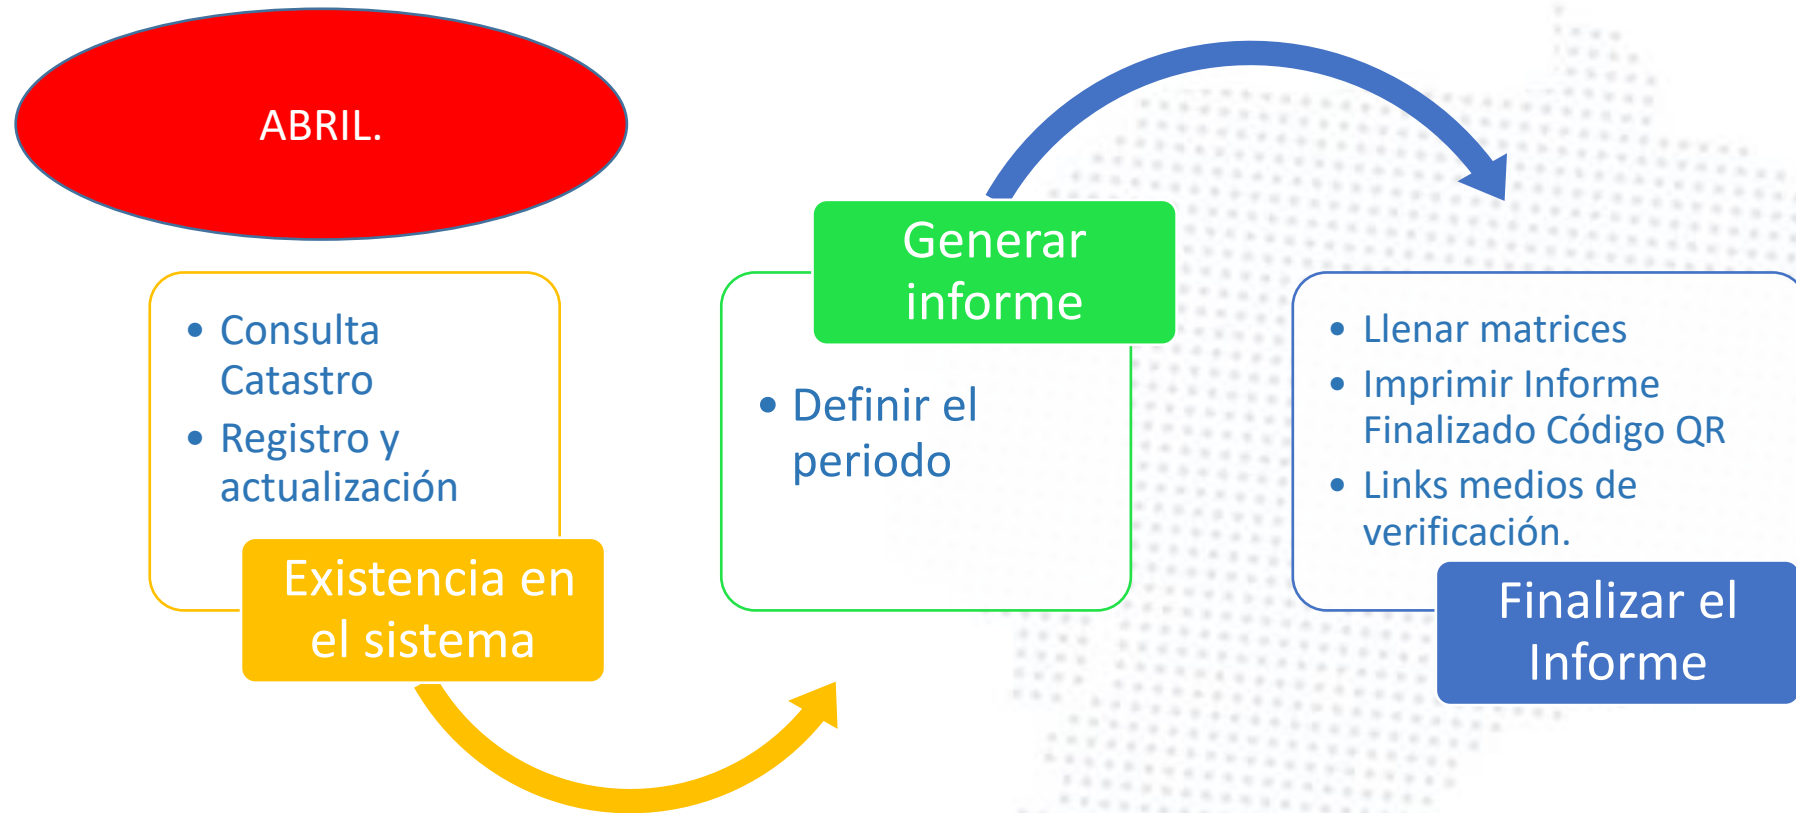 ABRIL.
• Consulta
Catastro
• Registro y
actualización
Existencia en
el sistema
Generar
informe
• Definir el
periodo
• Llenar matrices
• Imprimir Informe
Finalizado Código QR
• Links medios de
verificación.
Finalizar el
Informe